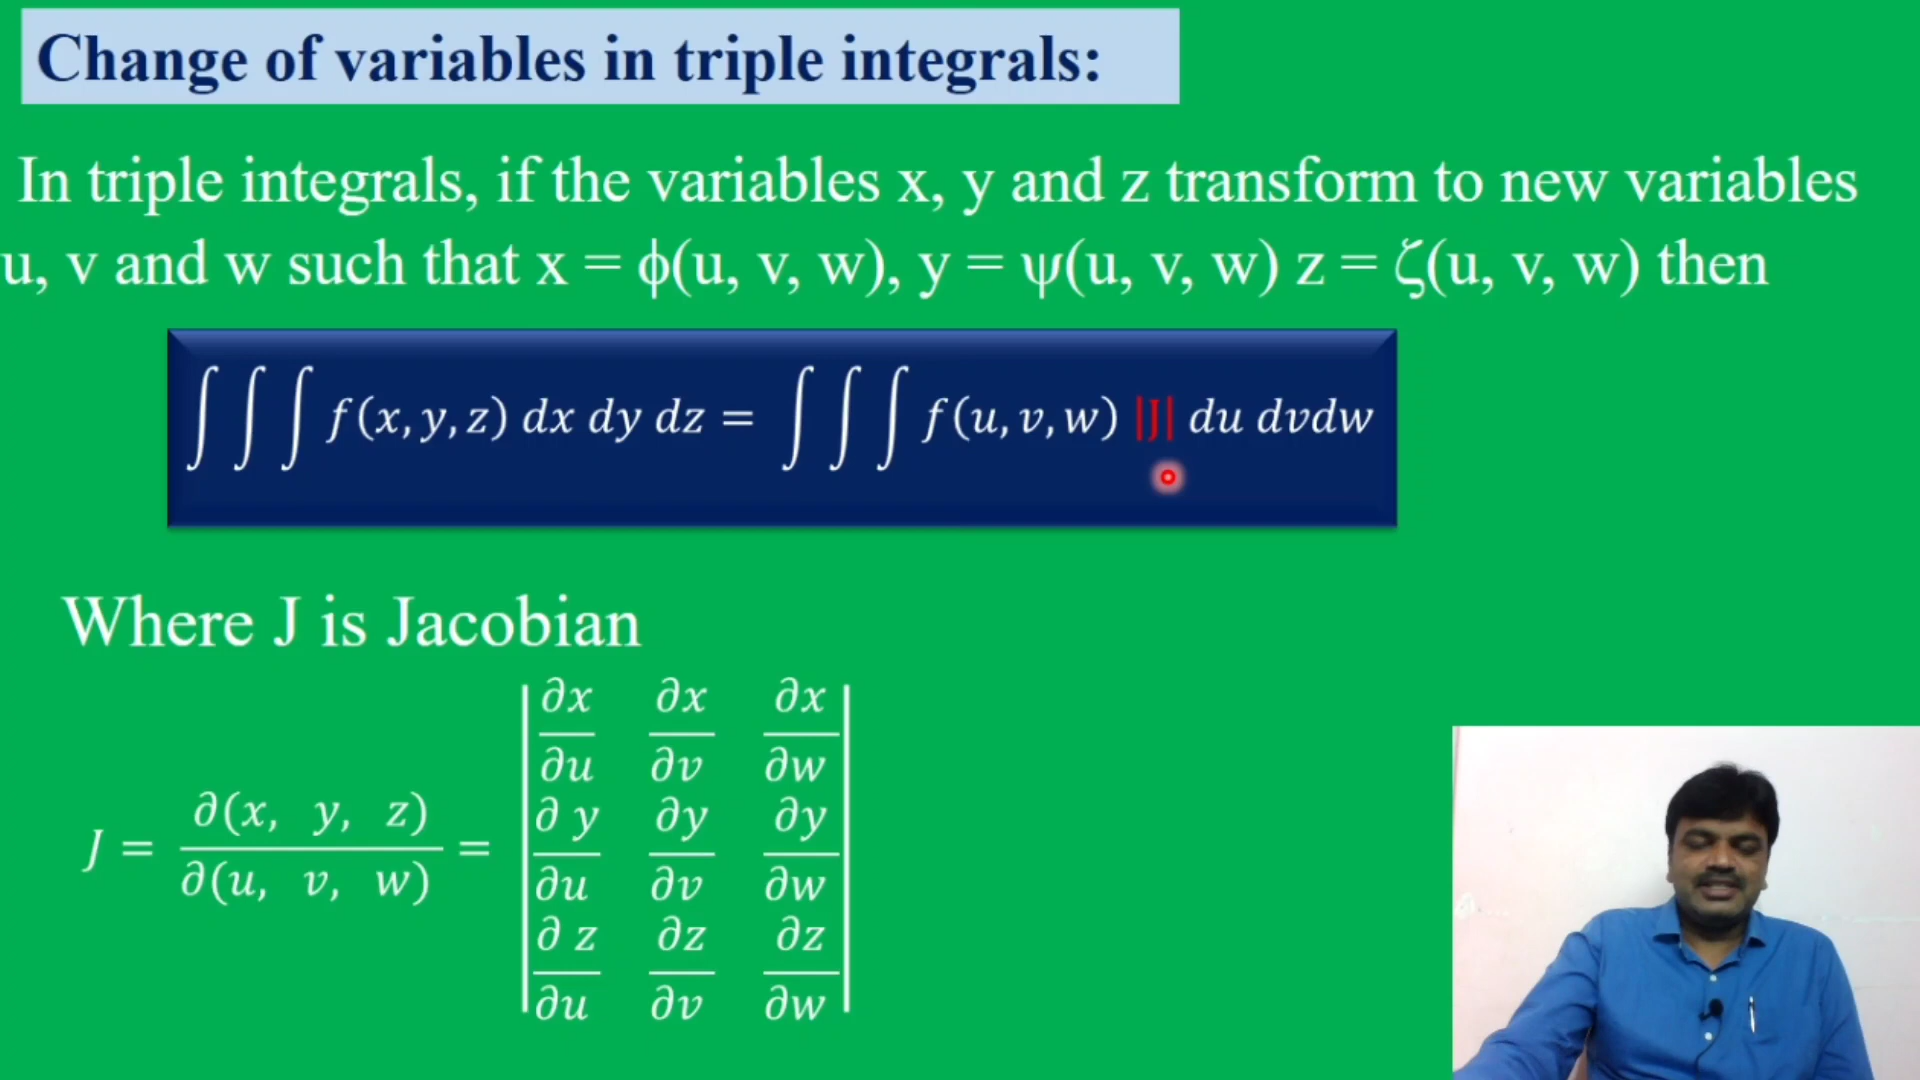 Change of variables in triple integrals:
In triple integrals, if the variables x, y and z transform to new variables
u, v and w such that x = ϕ(u, v, w), y = ψ(u, v, w) z = ζ(u, v, w) then
∫ ∫ ∫ f(x, y, z) dx dy dz = ∫ ∫ ∫ f(u, v, w) |J| du dvdw
Where J is Jacobian
J = ∂(x, y, z) / ∂(u, v, w) = | ∂x/∂u ∂x/∂v ∂x/∂w |
| ∂ y/∂u ∂y/∂v ∂y/∂w |
| ∂ z/∂u ∂z/∂v ∂z/∂w |